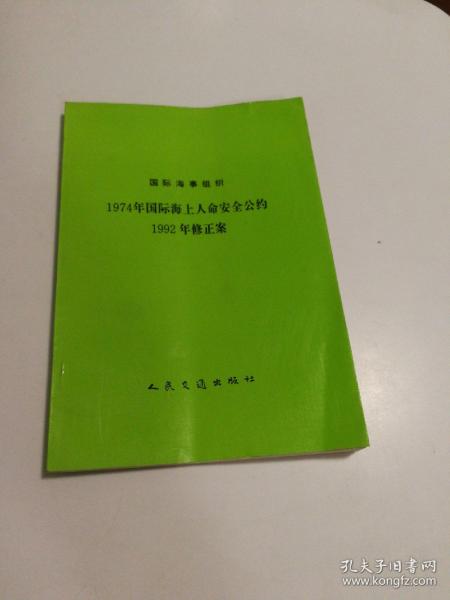 国际海事组织
1974年国际海上人命安全公约
1992年修正案
人民交通出版社
孔夫子旧书网
www.kongfz.com